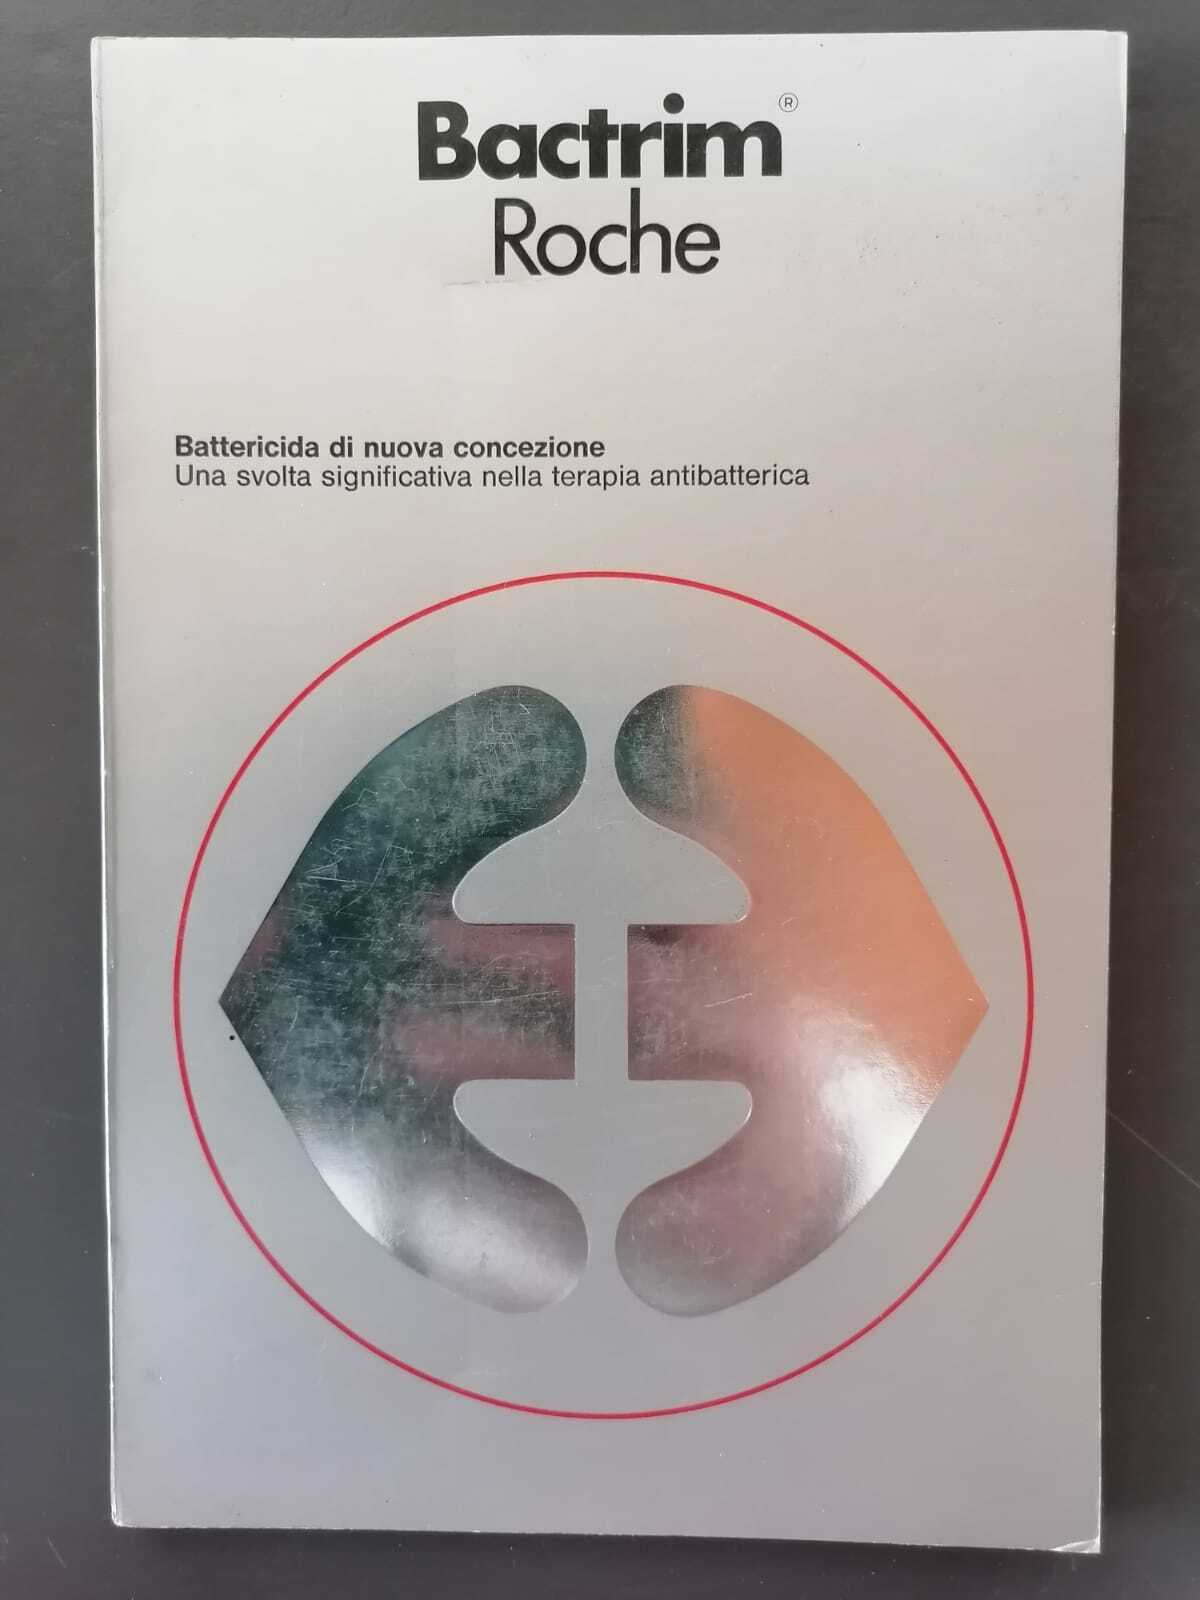 Bactrim®
Roche
Battericida di nuova concezione
Una svolta significativa nella terapia antibatterica